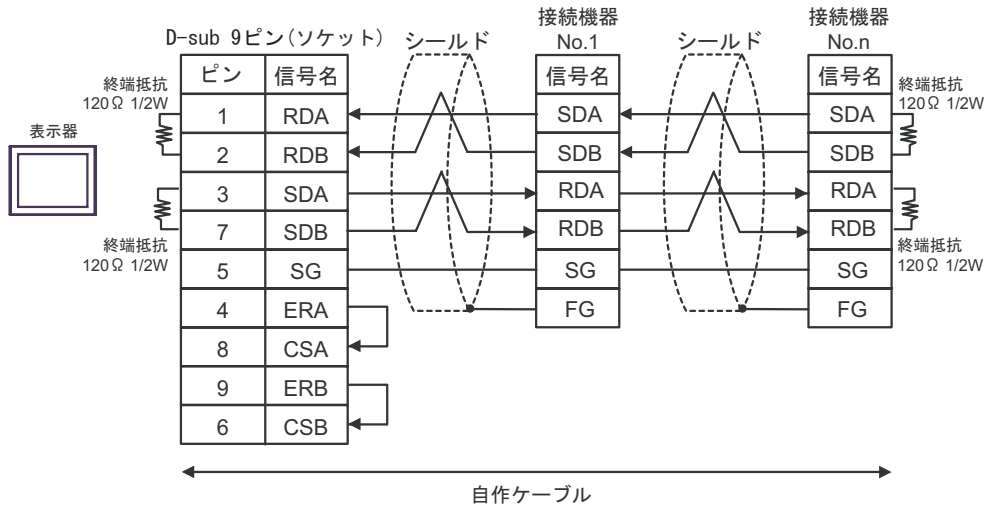 D-sub 9ピン(ソケット)
シールド
接続機器
No.1
シールド
接続機器
No.n
表示器
終端抵抗
120Ω 1/2W
終端抵抗
120Ω 1/2W
ピン 信号名
1 RDA
2 RDB
3 SDA
7 SDB
5 SG
4 ERA
8 CSA
9 ERB
6 CSB
信号名
SDA
SDB
RDA
RDB
SG
FG
信号名
SDA
SDB
RDA
RDB
SG
FG
終端抵抗
120Ω 1/2W
終端抵抗
120Ω 1/2W
自作ケーブル